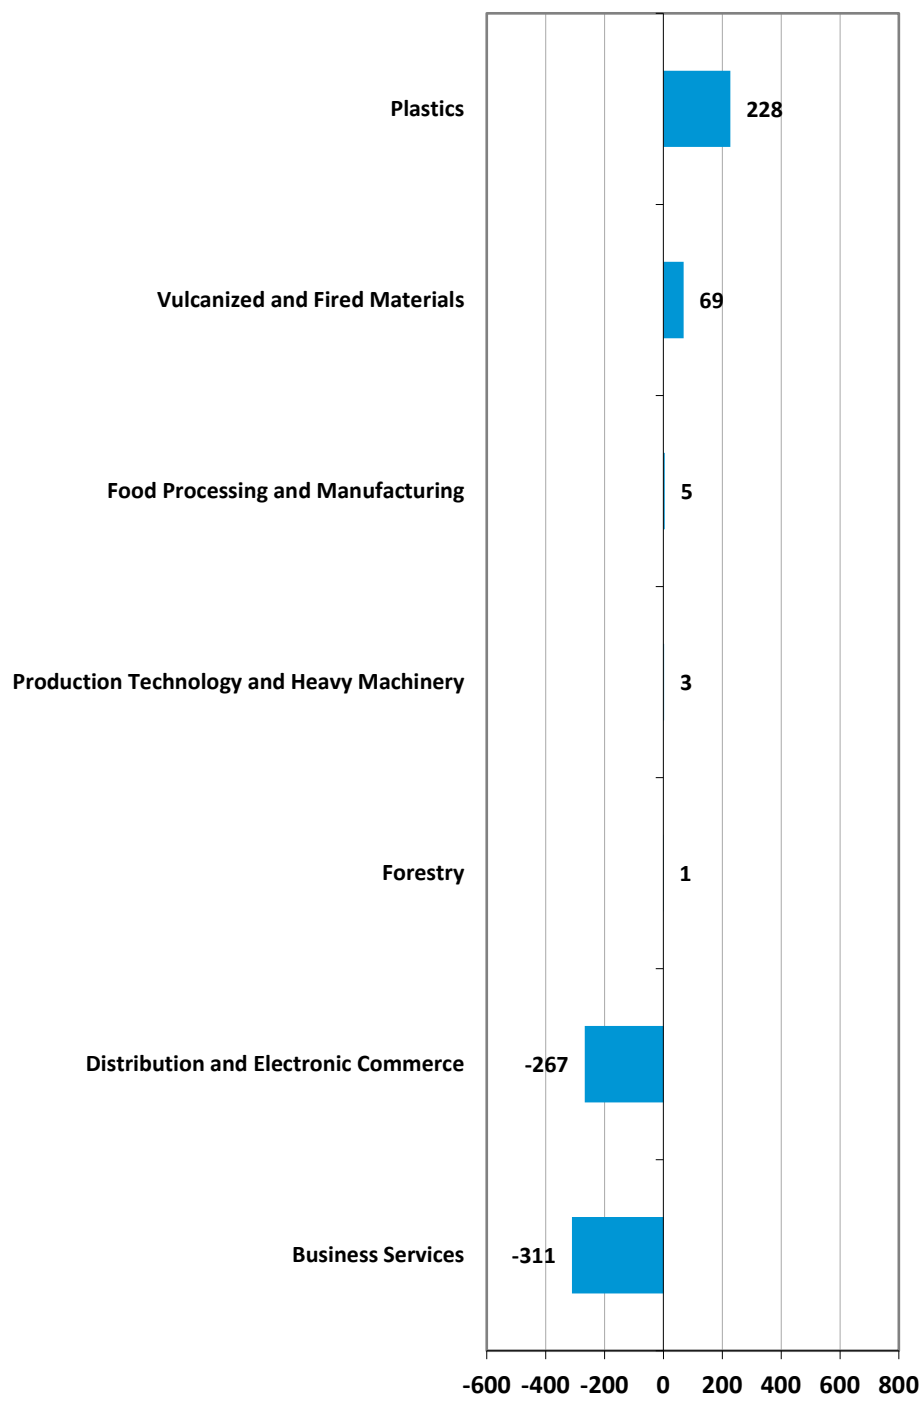 Plastics 228
Vulcanized and Fired Materials 69
Food Processing and Manufacturing 5
Production Technology and Heavy Machinery 3
Forestry 1
Distribution and Electronic Commerce -267
Business Services -311
-600 -400 -200 0 200 400 600 800